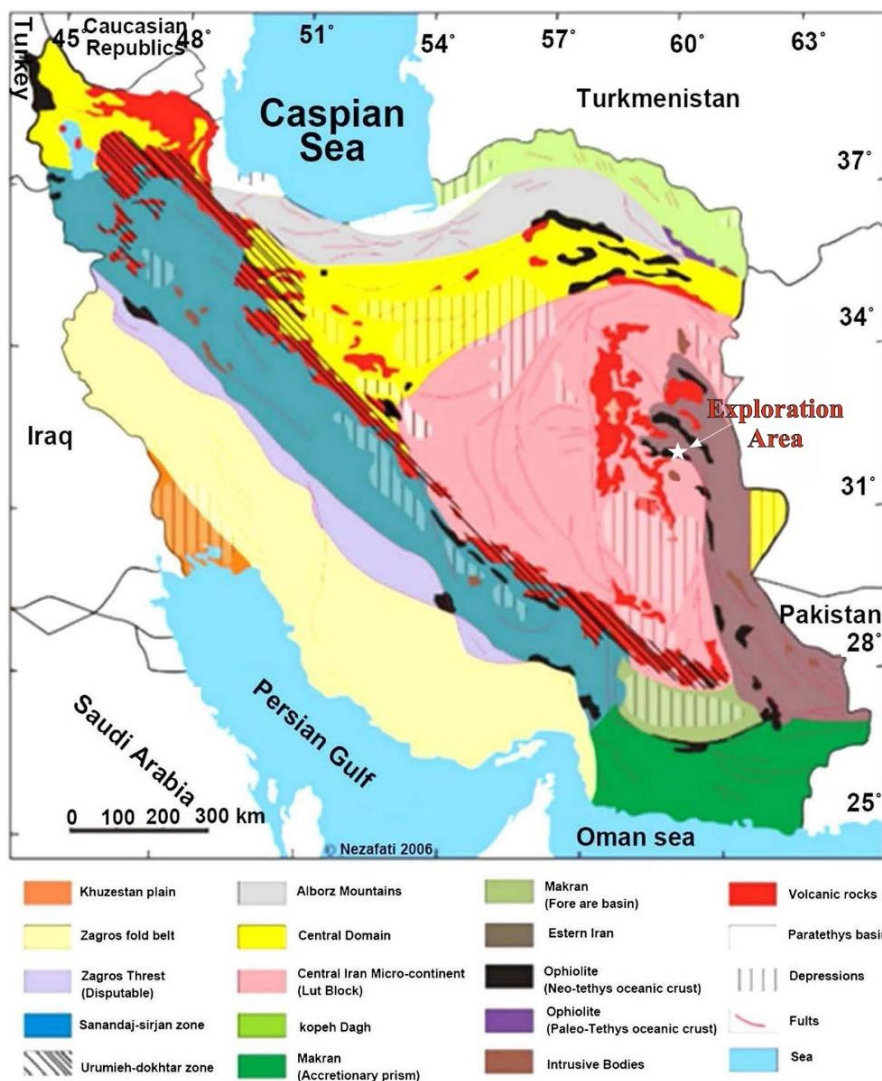 45° 48° 51° 54° 57° 60° 63°
Caucasian
Republics
Turkey
Caspian
Sea
Turkmenistan
37°
34°
Exploration
Area
Iraq
31°
Pakistan
28°
Saudi Arabia
Persian Gulf
25°
0 100 200 300 km
Oman sea
© Nezafati 2006
Khuzestan plain
Zagros fold belt
Zagros Threst
(Disputable)
Sanandaj-sirjan zone
Urumieh-dokhtar zone
Alborz Mountains
Central Domain
Central Iran Micro-continent
(Lut Block)
kopeh Dagh
Makran
(Accretionary prism)
Makran
(Fore are basin)
Estern Iran
Ophiolite
(Neo-tethys oceanic crust)
Ophiolite
(Paleo-Tethys oceanic crust)
Intrusive Bodies
Volcanic rocks
Paratethys basin
Depressions
Fults
Sea